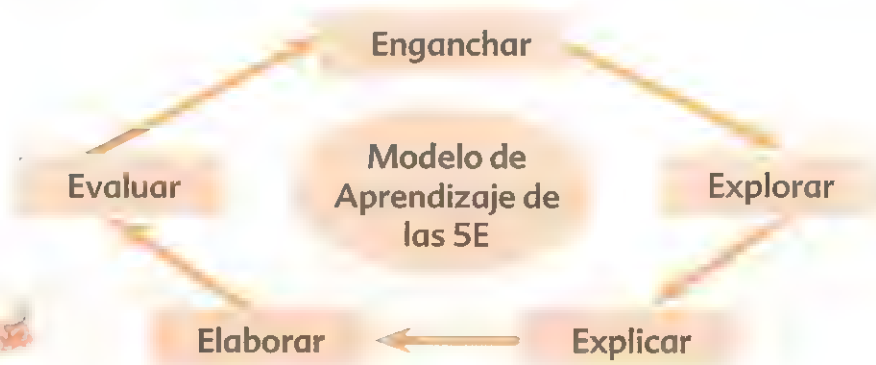 Enganchar
Modelo de
Aprendizaje de
las 5E
Evaluar
Explorar
Elaborar
Explicar